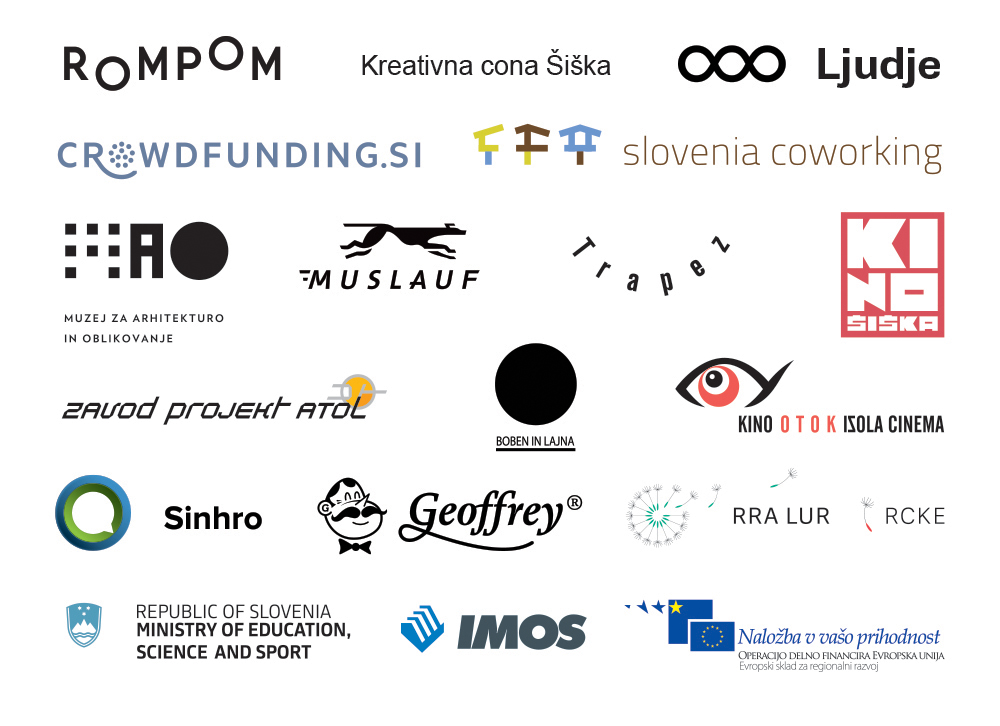 ROMPOM
Kreativna cona Šiška
Ljudje
CROWDFUNDING.SI
slovenia coworking
MAO
MUZEJ ZA ARHITEKTURO
IN OBLIKOVANJE
MUSLAUF
Trapez
KINO
ŠIŠKA
ZAVOD PROJEKT ATOL
BOBEN IN LAJNA
KINO OTOK IZOLA CINEMA
Sinhro
Geoffrey®
RRA LUR
RCKE
REPUBLIC OF SLOVENIA
MINISTRY OF EDUCATION,
SCIENCE AND SPORT
IMOS
Naložba v vašo prihodnost
OPERACIJO DELNO FINANCIRA EVROPSKA UNIJA
Evropski sklad za regionalni razvoj